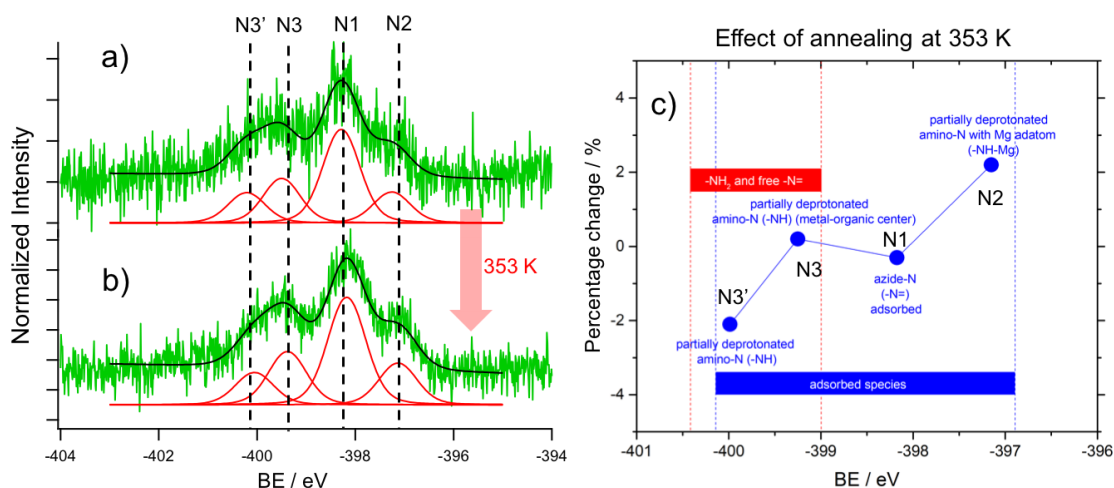 N3’ N3 N1 N2
a)
b)
353 K
Normalized Intensity
-404 -402 -400 -398 -396 -394
BE / eV
Effect of annealing at 353 K
c)
4
2
0
-2
-4
Percentage change / %
partially deprotonated
amino-N with Mg adatom
(-NH-Mg)
N2
-NH2 and free -N=
partially deprotonated
amino-N (-NH) (metal-organic center)
N3
N1
azide-N
(-N=)
adsorbed
N3’
partially deprotonated
amino-N (-NH)
adsorbed species
-401 -400 -399 -398 -397 -396
BE / eV